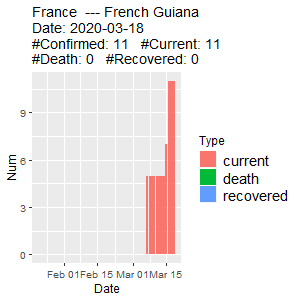 France  --- French Guiana
Date: 2020-03-18
#Confirmed: 11   #Current: 11
#Death: 0   #Recovered: 0
Num
9
6
3
0
Feb 01 Feb 15 Mar 01 Mar 15
Date
Type
current
death
recovered